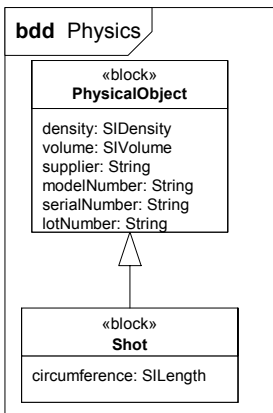 bdd Physics
«block»
PhysicalObject
density: SIDensity
volume: SIVolume
supplier: String
modelNumber: String
serialNumber: String
lotNumber: String
«block»
Shot
circumference: SILength